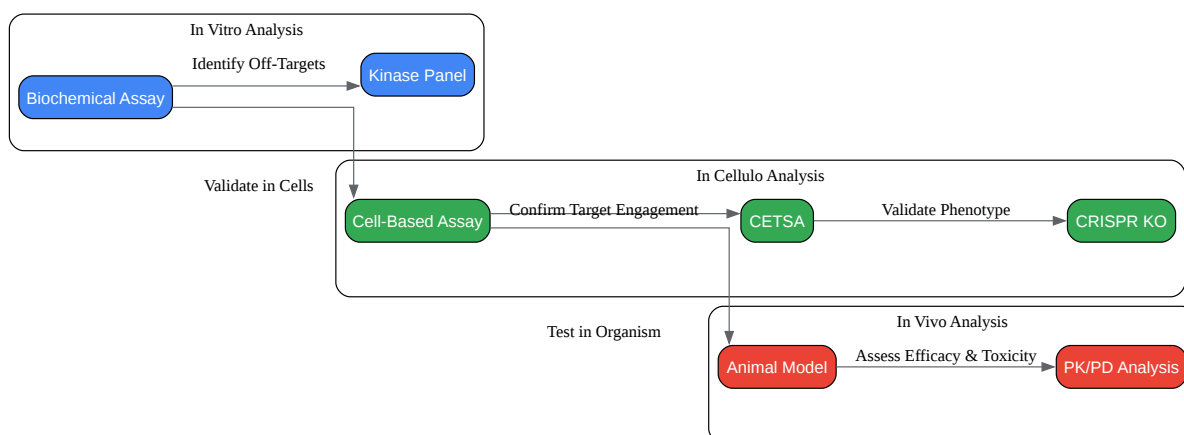 In Vitro Analysis
Identify Off-Targets
Kinase Panel
Biochemical Assay
Validate in Cells
In Cellulo Analysis
Cell-Based Assay
Confirm Target Engagement
CETSA
Validate Phenotype
CRISPR KO
Test in Organism
In Vivo Analysis
Animal Model
Assess Efficacy & Toxicity
PK/PD Analysis